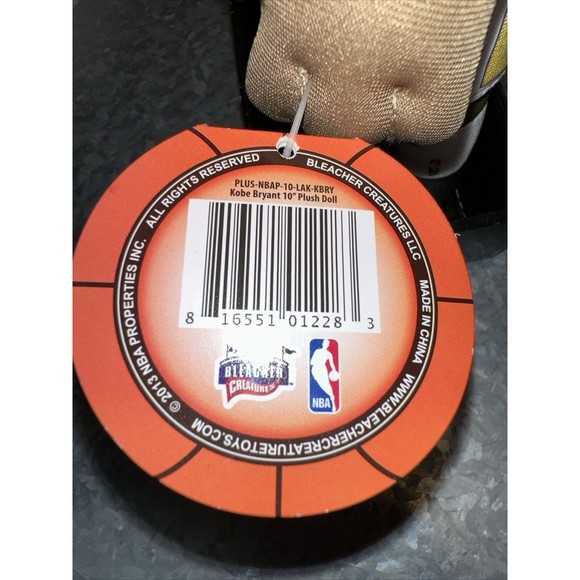 PLUS-NBAP-10-LAK-KBRY
Kobe Bryant 10" Plush Doll
8 16551 01228 3
BLEACHER
CREATURES
NBA
© 2013 NBA PROPERTIES INC. ALL RIGHTS RESERVED
BLEACHER CREATURES LLC
MADE IN CHINA
WWW.BLEACHERCREATURETOYS.COM